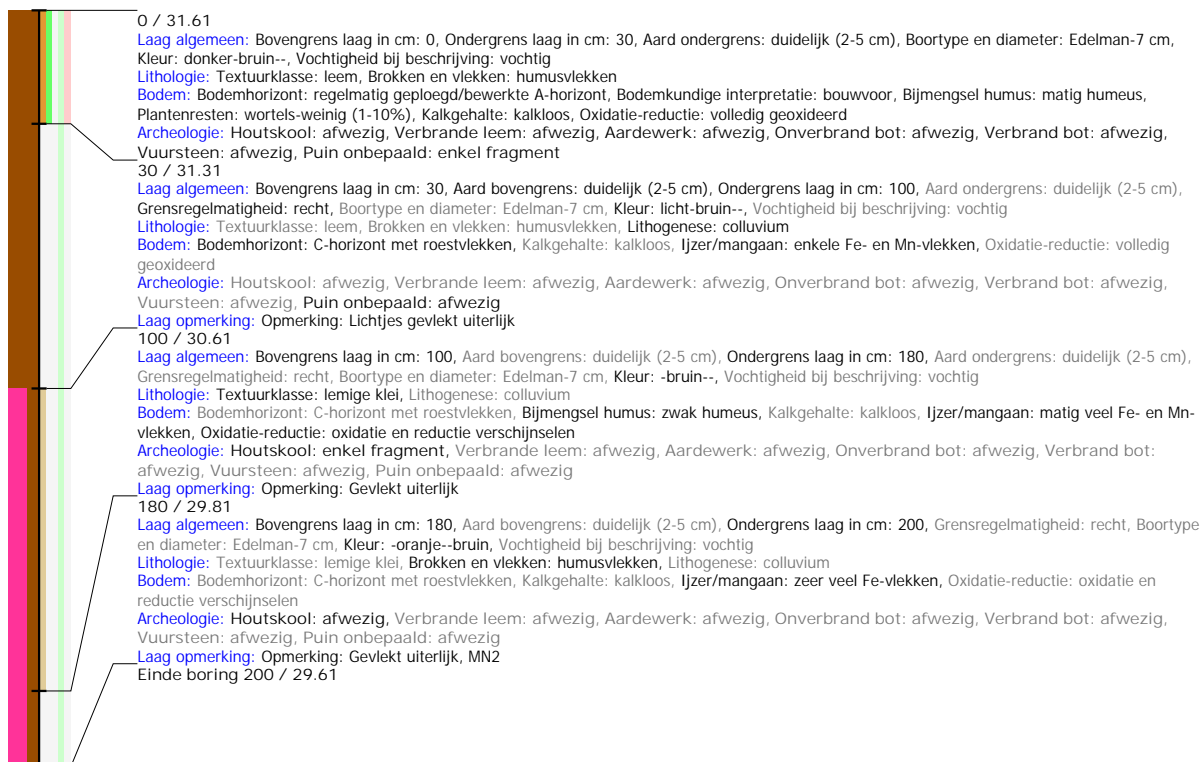 0 / 31.61
Laag algemeen: Bovengrens laag in cm: 0, Ondergrens laag in cm: 30, Aard ondergrens: duidelijk (2-5 cm), Boortype en diameter: Edelman-7 cm,
Kleur: donker-bruin--, Vochtigheid bij beschrijving: vochtig
Lithologie: Textuurklasse: leem, Brokken en vlekken: humusvlekken
Bodem: Bodemhorizont: regelmatig geploegd/bewerkte A-horizont, Bodemkundige interpretatie: bouwvoor, Bijmengsel humus: matig humeus,
Plantenresten: wortels-weinig (1-10%), Kalkgehalte: kalkloos, Oxidatie-reductie: volledig geoxideerd
Archeologie: Houtskool: afwezig, Verbrande leem: afwezig, Aardewerk: afwezig, Onverbrand bot: afwezig, Verbrand bot: afwezig,
Vuursteen: afwezig, Puin onbepaald: enkel fragment
30 / 31.31
Laag algemeen: Bovengrens laag in cm: 30, Aard bovengrens: duidelijk (2-5 cm), Ondergrens laag in cm: 100, Aard ondergrens: duidelijk (2-5 cm),
Grensregelmatigheid: recht, Boortype en diameter: Edelman-7 cm, Kleur: licht-bruin--, Vochtigheid bij beschrijving: vochtig
Lithologie: Textuurklasse: leem, Brokken en vlekken: humusvlekken, Lithogenese: colluvium
Bodem: Bodemhorizont: C-horizont met roestvlekken, Kalkgehalte: kalkloos, Ijzer/mangaan: enkele Fe- en Mn-vlekken, Oxidatie-reductie: volledig
geoxideerd
Archeologie: Houtskool: afwezig, Verbrande leem: afwezig, Aardewerk: afwezig, Onverbrand bot: afwezig, Verbrand bot: afwezig,
Vuursteen: afwezig, Puin onbepaald: afwezig
Laag opmerking: Opmerking: Lichtjes gevlekt uiterlijk
100 / 30.61
Laag algemeen: Bovengrens laag in cm: 100, Aard bovengrens: duidelijk (2-5 cm), Ondergrens laag in cm: 180, Aard ondergrens: duidelijk (2-5 cm),
Grensregelmatigheid: recht, Boortype en diameter: Edelman-7 cm, Kleur: -bruin--, Vochtigheid bij beschrijving: vochtig
Lithologie: Textuurklasse: lemige klei, Lithogenese: colluvium
Bodem: Bodemhorizont: C-horizont met roestvlekken, Bijmengsel humus: zwak humeus, Kalkgehalte: kalkloos, Ijzer/mangaan: matig veel Fe- en Mn-
vlekken, Oxidatie-reductie: oxidatie en reductie verschijnselen
Archeologie: Houtskool: enkel fragment, Verbrande leem: afwezig, Aardewerk: afwezig, Onverbrand bot: afwezig, Verbrand bot:
afwezig, Vuursteen: afwezig, Puin onbepaald: afwezig
Laag opmerking: Opmerking: Gevlekt uiterlijk
180 / 29.81
Laag algemeen: Bovengrens laag in cm: 180, Aard bovengrens: duidelijk (2-5 cm), Ondergrens laag in cm: 200, Grensregelmatigheid: recht, Boortype
en diameter: Edelman-7 cm, Kleur: -oranje--bruin, Vochtigheid bij beschrijving: vochtig
Lithologie: Textuurklasse: lemige klei, Brokken en vlekken: humusvlekken, Lithogenese: colluvium
Bodem: Bodemhorizont: C-horizont met roestvlekken, Kalkgehalte: kalkloos, Ijzer/mangaan: zeer veel Fe-vlekken, Oxidatie-reductie: oxidatie en
reductie verschijnselen
Archeologie: Houtskool: afwezig, Verbrande leem: afwezig, Aardewerk: afwezig, Onverbrand bot: afwezig, Verbrand bot: afwezig,
Vuursteen: afwezig, Puin onbepaald: afwezig
Laag opmerking: Opmerking: Gevlekt uiterlijk, MN2
Einde boring 200 / 29.61